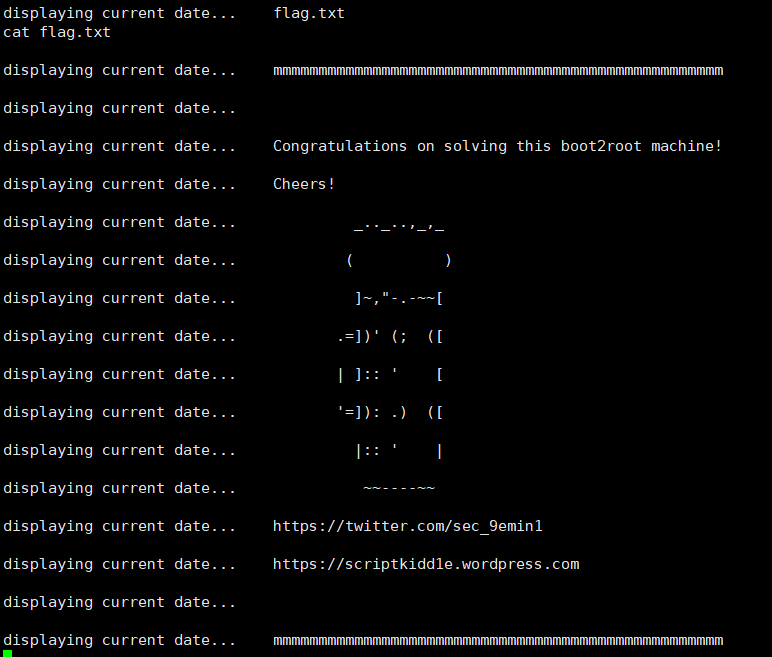 displaying current date...    flag.txt
cat flag.txt
displaying current date...    mmmmmmmmmmmmmmmmmmmmmmmmmmmmmmmmmmmmmmmmmmmmmmmmmm
displaying current date...
displaying current date...    Congratulations on solving this boot2root machine!
displaying current date...    Cheers!
displaying current date...             _.._..,_,_
displaying current date...            (          )
displaying current date...             ]~,"-.-~~[
displaying current date...           .=])' (;  ([
displaying current date...           | ]:: '    [
displaying current date...           '=]): .)  ([
displaying current date...             |:: '    |
displaying current date...              ~~----~~
displaying current date...    https://twitter.com/sec_9emin1
displaying current date...    https://scriptkidd1e.wordpress.com
displaying current date...
displaying current date...    mmmmmmmmmmmmmmmmmmmmmmmmmmmmmmmmmmmmmmmmmmmmmmmmmm